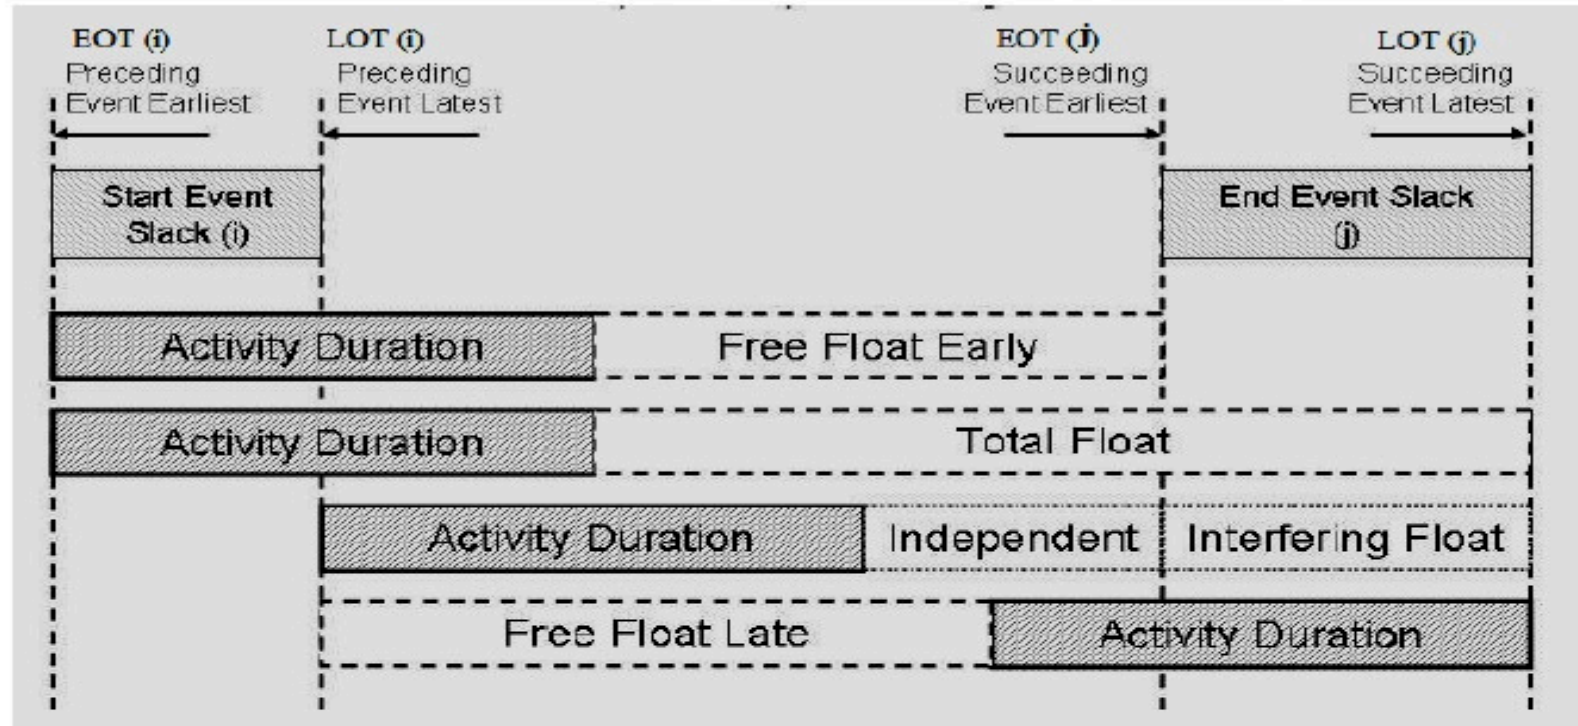 EOT (i)
Preceding
Event Earliest
LOT (i)
Preceding
Event Latest
EOT (j)
Succeeding
Event Earliest
LOT (j)
Succeeding
Event Latest
Start Event
Slack (i)
End Event Slack
(j)
Activity Duration
Free Float Early
Activity Duration
Total Float
Activity Duration
Independent
Interfering Float
Free Float Late
Activity Duration